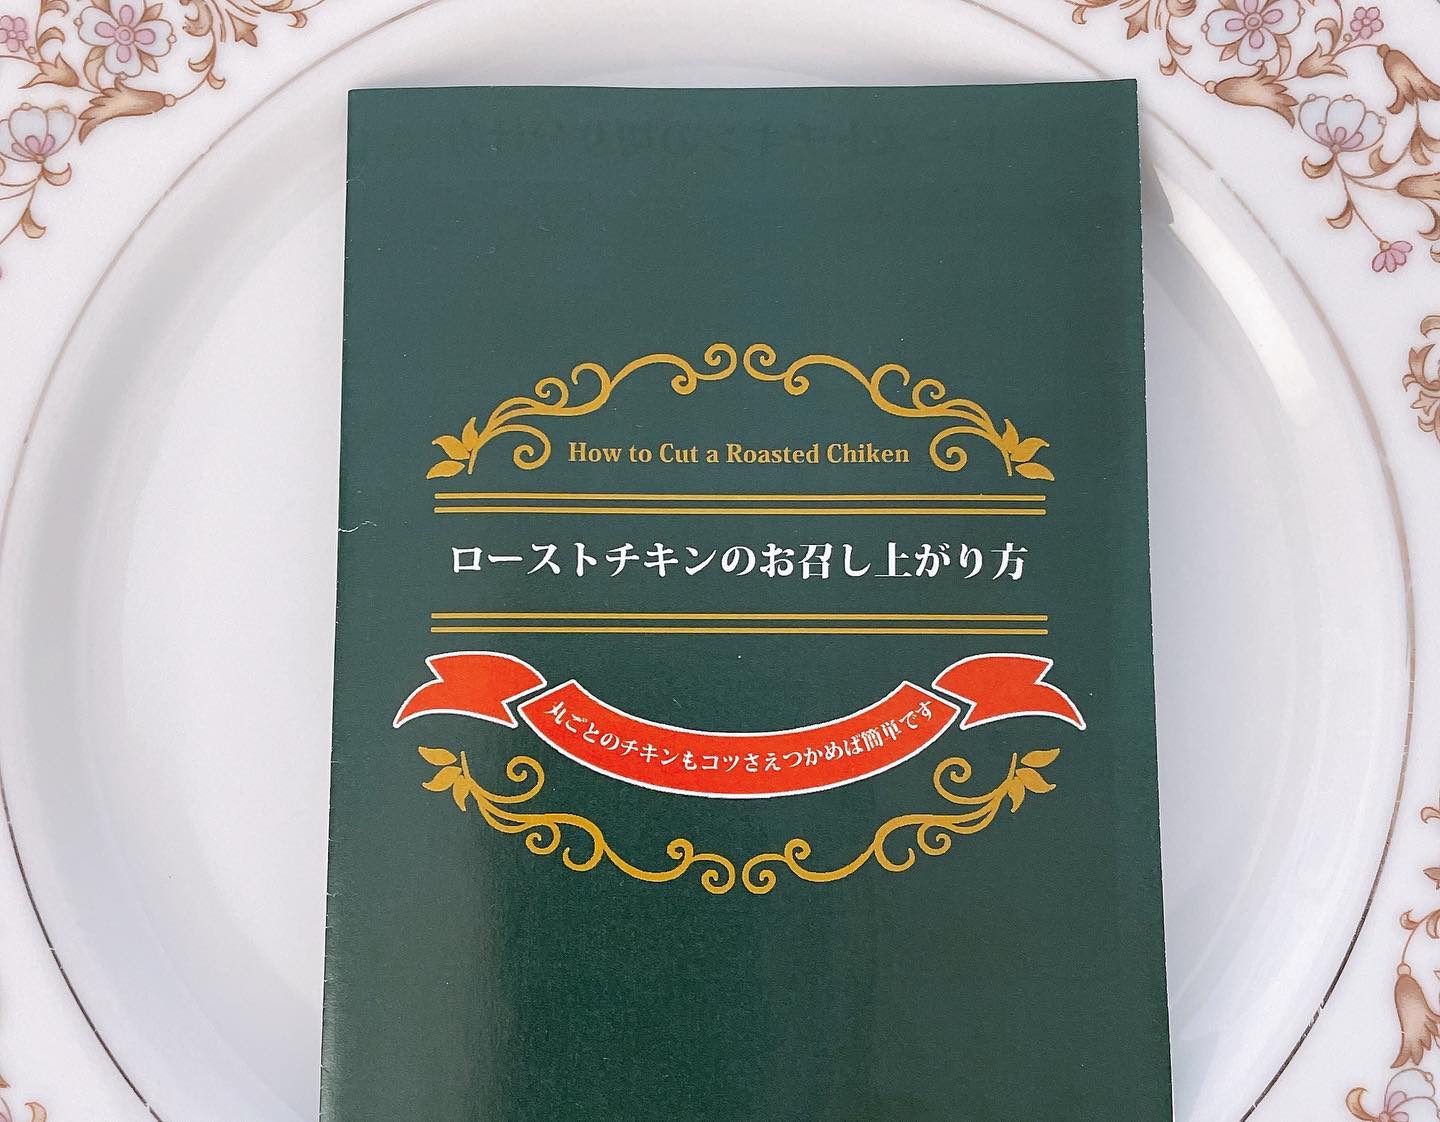 How to Cut a Roasted Chiken
ローストチキンのお召し上がり方
丸ごとのチキンもコツさえつかめば簡単です